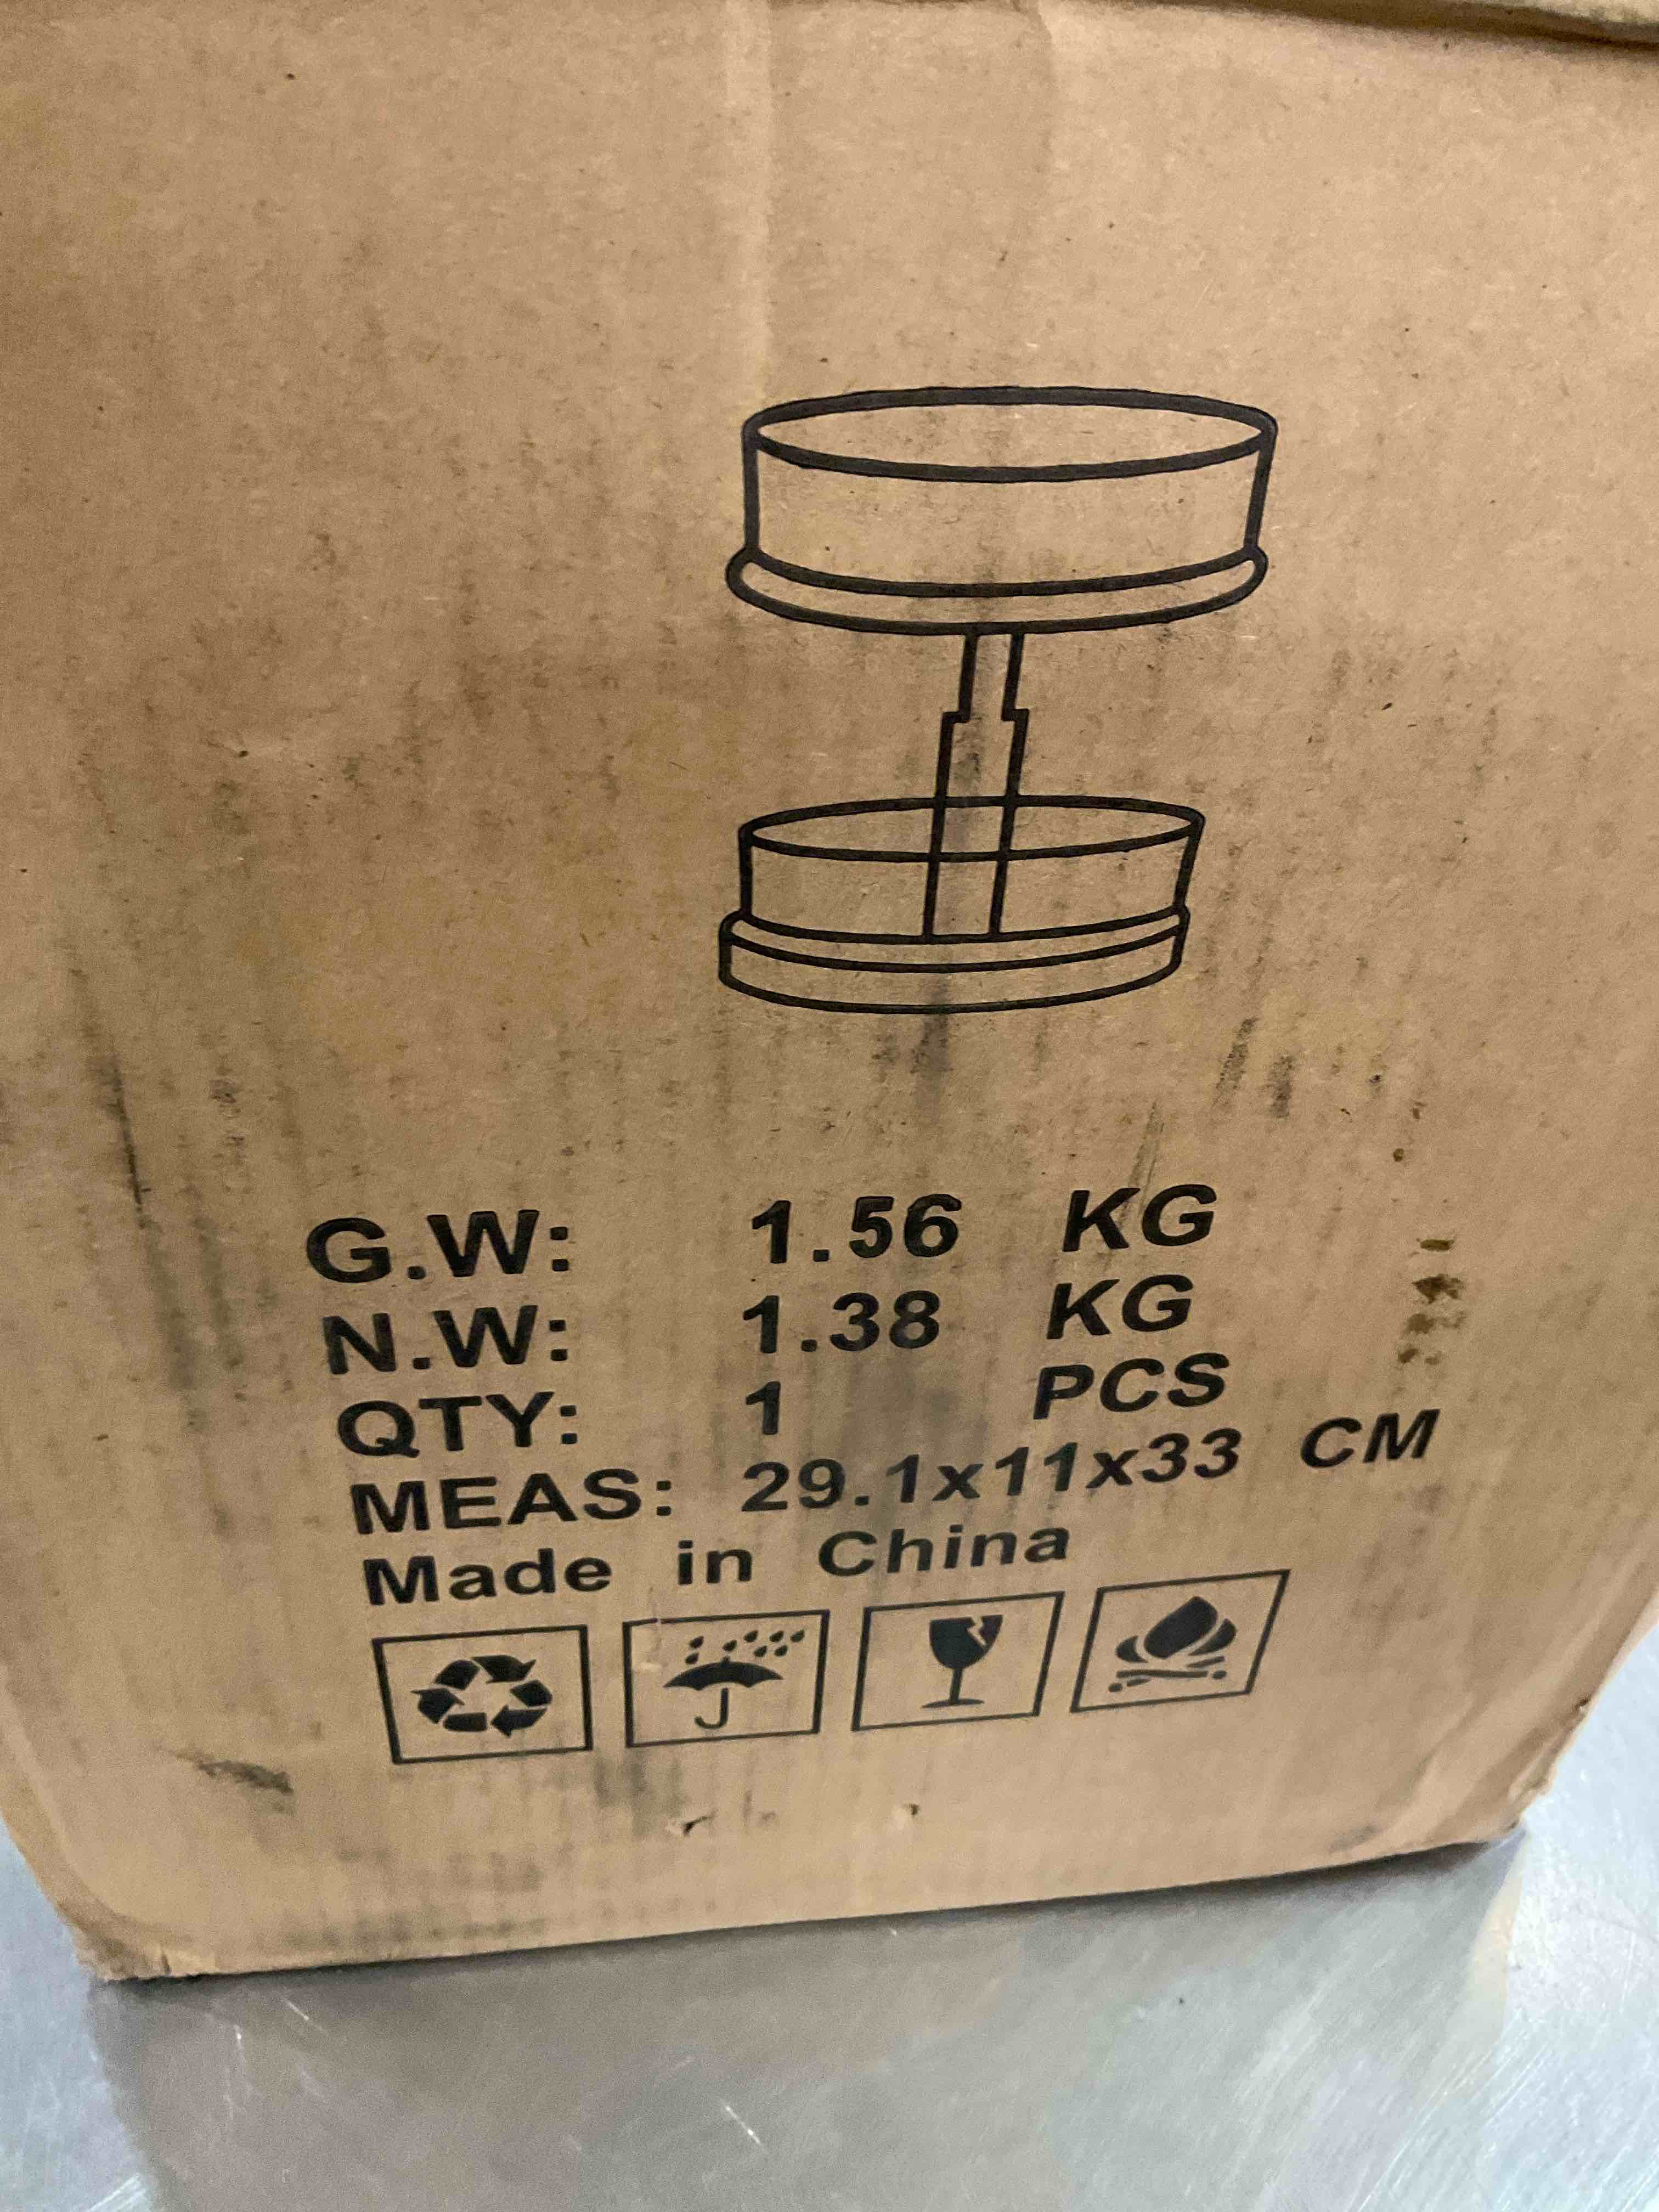 G.W: 1.56 KG
N.W: 1.38 KG
QTY: 1 PCS
MEAS: 29.1x11x33 CM
Made in China